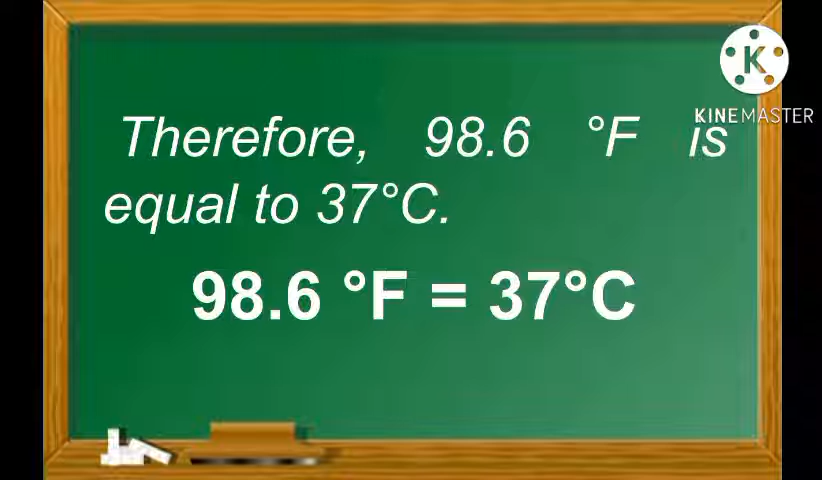 K
KINEMASTER
Therefore, 98.6 °F is
equal to 37°C.
98.6 °F = 37°C